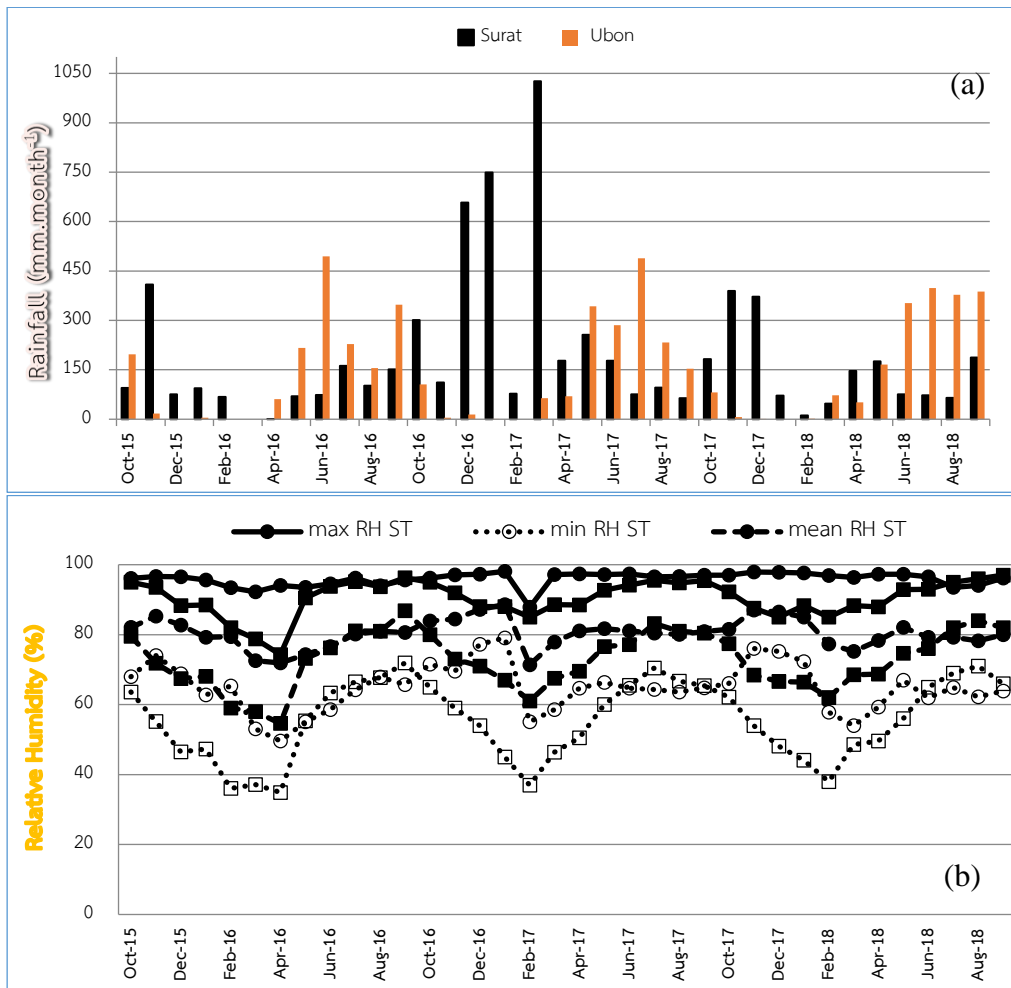 Surat Ubon
(a)
Rainfall ((mm.month-1)
1050
900
750
600
450
300
150
0
Oct-15 Dec-15 Feb-16 Apr-16 Jun-16 Aug-16 Oct-16 Dec-16 Feb-17 Apr-17 Jun-17 Aug-17 Oct-17 Dec-17 Feb-18 Apr-18 Jun-18 Aug-18
max RH ST min RH ST mean RH ST
Relative Humidity (%)
100
80
60
40
20
0
(b)
Oct-15 Dec-15 Feb-16 Apr-16 Jun-16 Aug-16 Oct-16 Dec-16 Feb-17 Apr-17 Jun-17 Aug-17 Oct-17 Dec-17 Feb-18 Apr-18 Jun-18 Aug-18